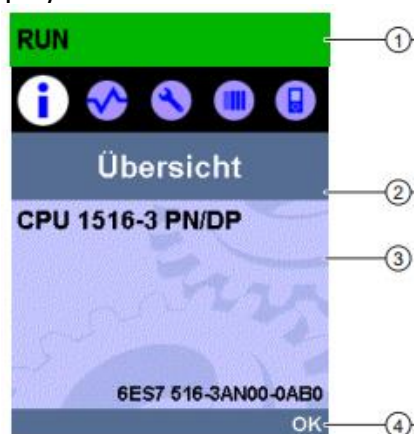 RUN
1
Übersicht
2
CPU 1516-3 PN/DP
3
6ES7 516-3AN00-0AB0
OK
4